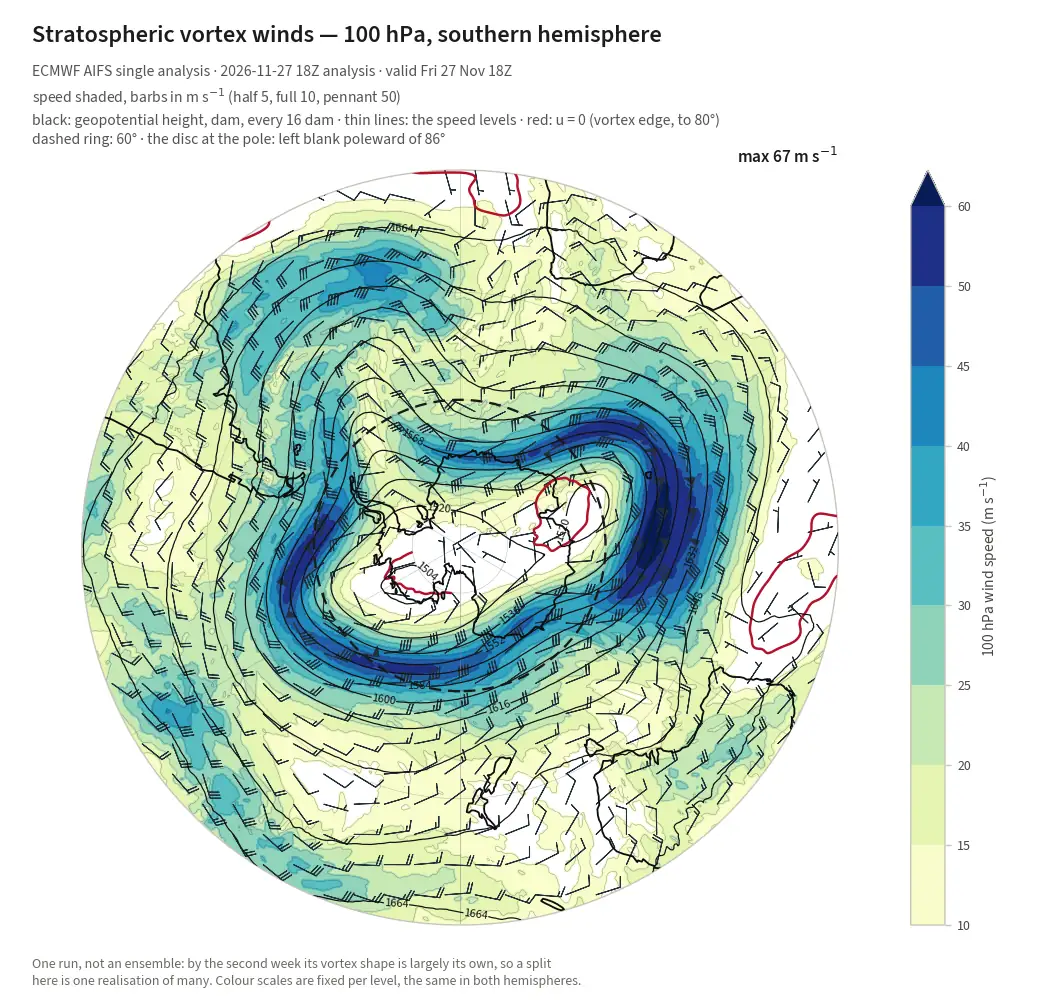 Stratospheric vortex winds — 100 hPa, southern hemisphere
ECMWF AIFS single analysis · 2026-11-27 18Z analysis · valid Fri 27 Nov 18Z
speed shaded, barbs in m s⁻¹ (half 5, full 10, pennant 50)
black: geopotential height, dam, every 16 dam · thin lines: the speed levels · red: u = 0 (vortex edge, to 80°)
dashed ring: 60° · the disc at the pole: left blank poleward of 86°
max 67 m s⁻¹
60
50
45
40
35
30
25
20
15
10
100 hPa wind speed (m s⁻¹)
1664
1568
1504
1552
1600
1616
1664
1664
One run, not an ensemble: by the second week its vortex shape is largely its own, so a split
here is one realisation of many. Colour scales are fixed per level, the same in both hemispheres.